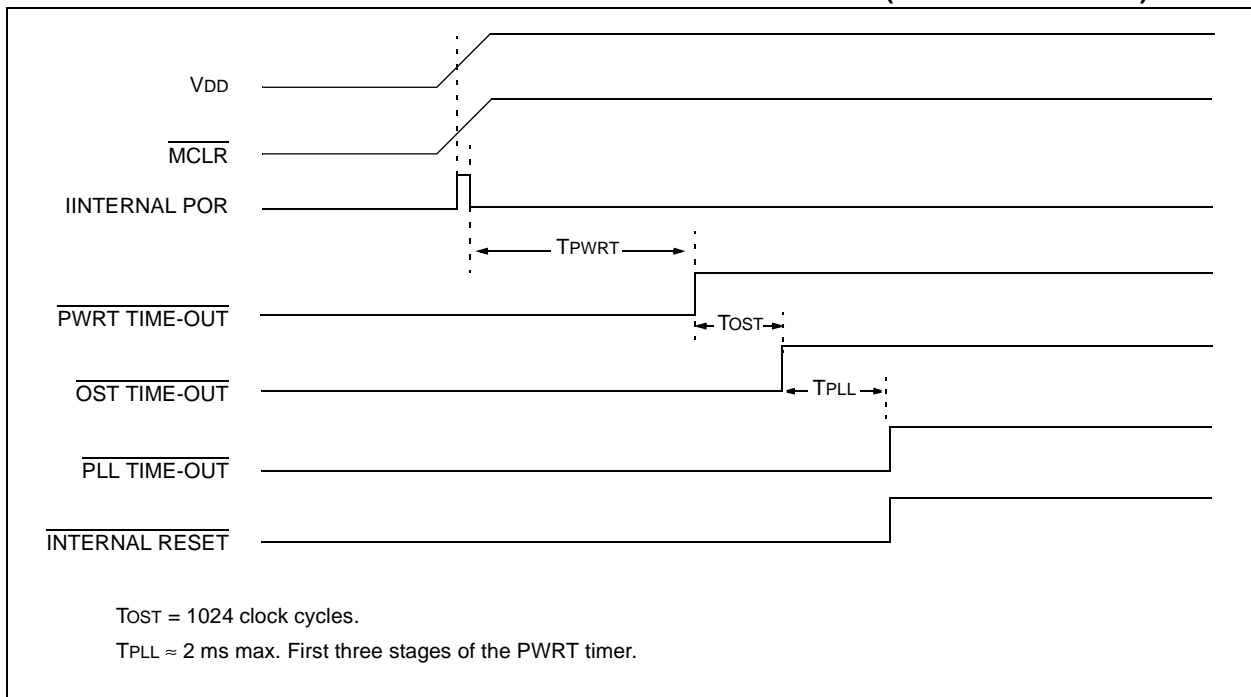 VDD
MCLR
IINTERNAL POR
TPWRT
PWRT TIME-OUT
TOST
OST TIME-OUT
TPLL
PLL TIME-OUT
INTERNAL RESET
TOST = 1024 clock cycles.
TPLL ≈ 2 ms max. First three stages of the PWRT timer.